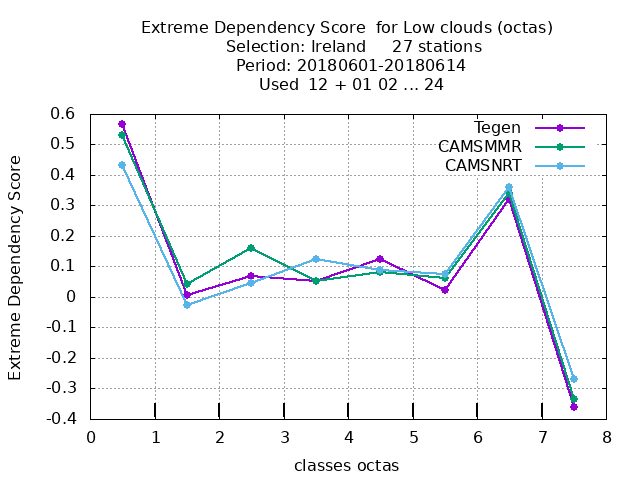 Extreme Dependency Score  for Low clouds (octas)
Selection: Ireland     27 stations
Period: 20180601-20180614
Used  12 + 01 02 ... 24
Extreme Dependency Score
0.6
0.5
0.4
0.3
0.2
0.1
0
-0.1
-0.2
-0.3
-0.4
Tegen
CAMSMMR
CAMSNRT
0 1 2 3 4 5 6 7 8
classes octas